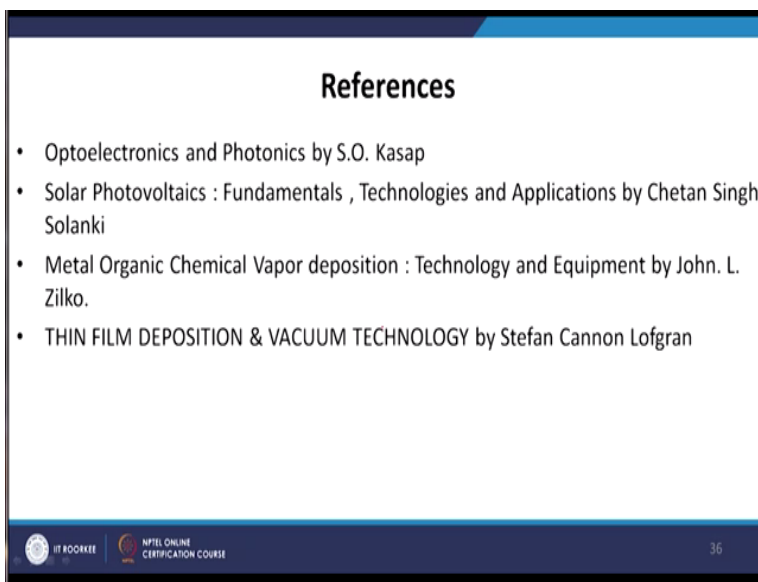 References
• Optoelectronics and Photonics by S.O. Kasap
• Solar Photovoltaics : Fundamentals , Technologies and Applications by Chetan Singh
Solanki
• Metal Organic Chemical Vapor deposition : Technology and Equipment by John. L.
Zilko.
• THIN FILM DEPOSITION & VACUUM TECHNOLOGY by Stefan Cannon Lofgran
IIT ROORKEE
NPTEL ONLINE
CERTIFICATION COURSE
36